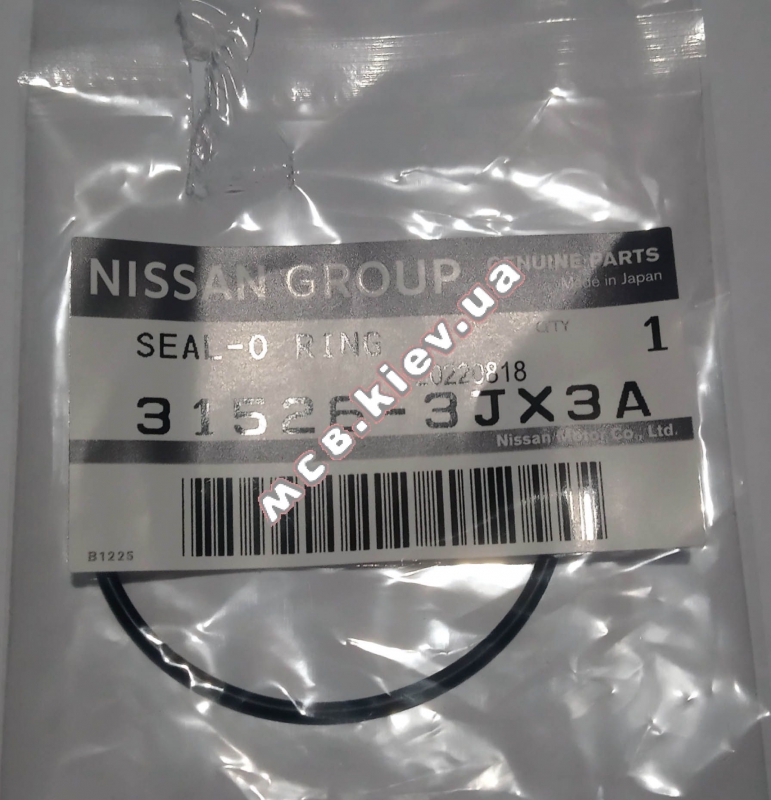 NISSAN GROUP GENUINE PARTS
Made in Japan
SEAL-O RING QTY 1
20220818
31526-3JX3A
Nissan Motor Co., Ltd.
mcb.kiev.ua
B122S